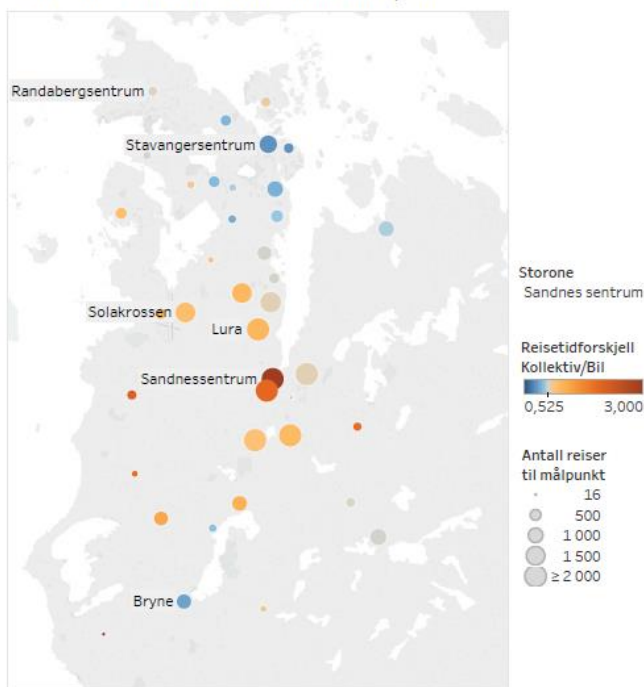 Randabergsentrum
Stavangersentrum
Solakrossen
Lura
Sandnessentrum
Bryne
Storone
Sandnes sentrum
Reisetidforskjell
Kollektiv/Bil
0,525 3,000
Antall reiser
til målpunkt
16
500
1 000
1 500
≥ 2 000